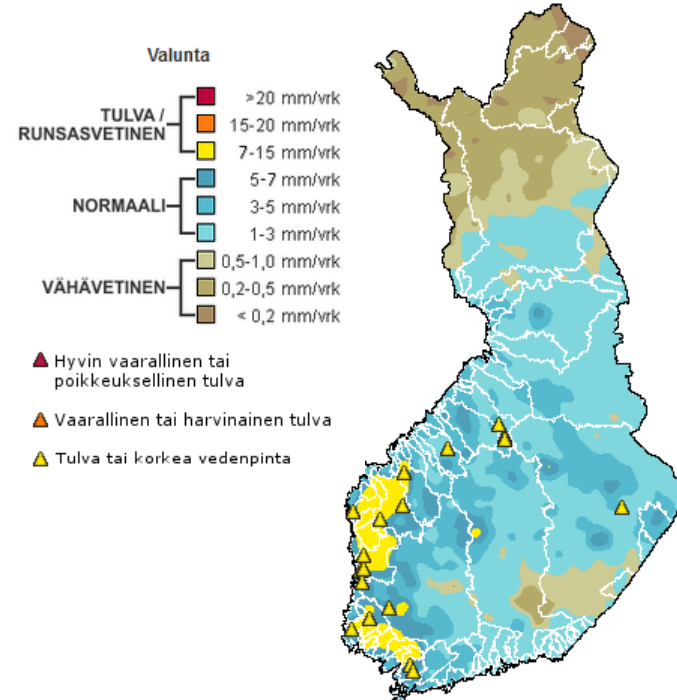 Valunta
TULVA /
RUNSASVETINEN
>20 mm/vrk
15-20 mm/vrk
7-15 mm/vrk
NORMAALI
5-7 mm/vrk
3-5 mm/vrk
1-3 mm/vrk
VÄHÄVETINEN
0,5-1,0 mm/vrk
0,2-0,5 mm/vrk
< 0,2 mm/vrk
Hyvin vaarallinen tai
poikkeuksellinen tulva
Vaarallinen tai harvinainen tulva
Tulva tai korkea vedenpinta